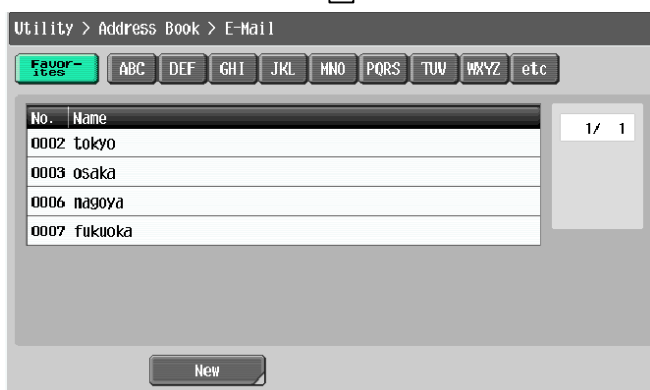 Utility > Address Book > E-Mail
Favor-
ites ABC DEF GHI JKL MNO PQRS TUV WXYZ etc
No. Name
1/ 1
0002 tokyo
0003 osaka
0006 nagoya
0007 fukuoka
New